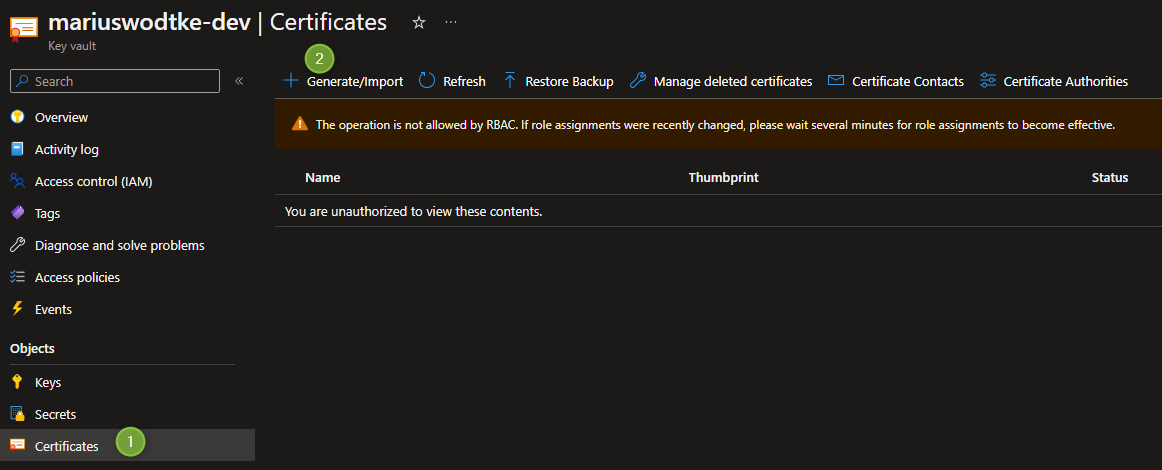 mariuswodtke-dev | Certificates ☆ ...
Key vault
Search «
Overview
Activity log
Access control (IAM)
Tags
Diagnose and solve problems
Access policies
Events
Objects
Keys
Secrets
Certificates 1
2
Generate/Import Refresh Restore Backup Manage deleted certificates Certificate Contacts Certificate Authorities
The operation is not allowed by RBAC. If role assignments were recently changed, please wait several minutes for role assignments to become effective.
Name Thumbprint Status
You are unauthorized to view these contents.